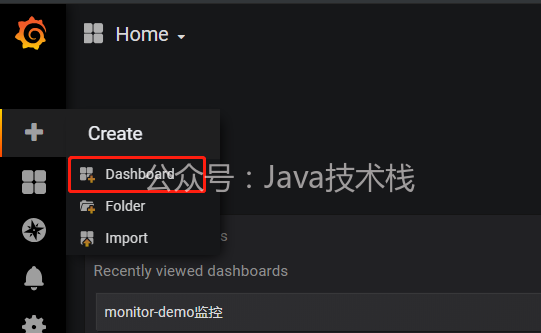 Home
Create
Dashboard
公众号：Java技术栈
Folder
Import
Recently viewed dashboards
monitor-demo监控